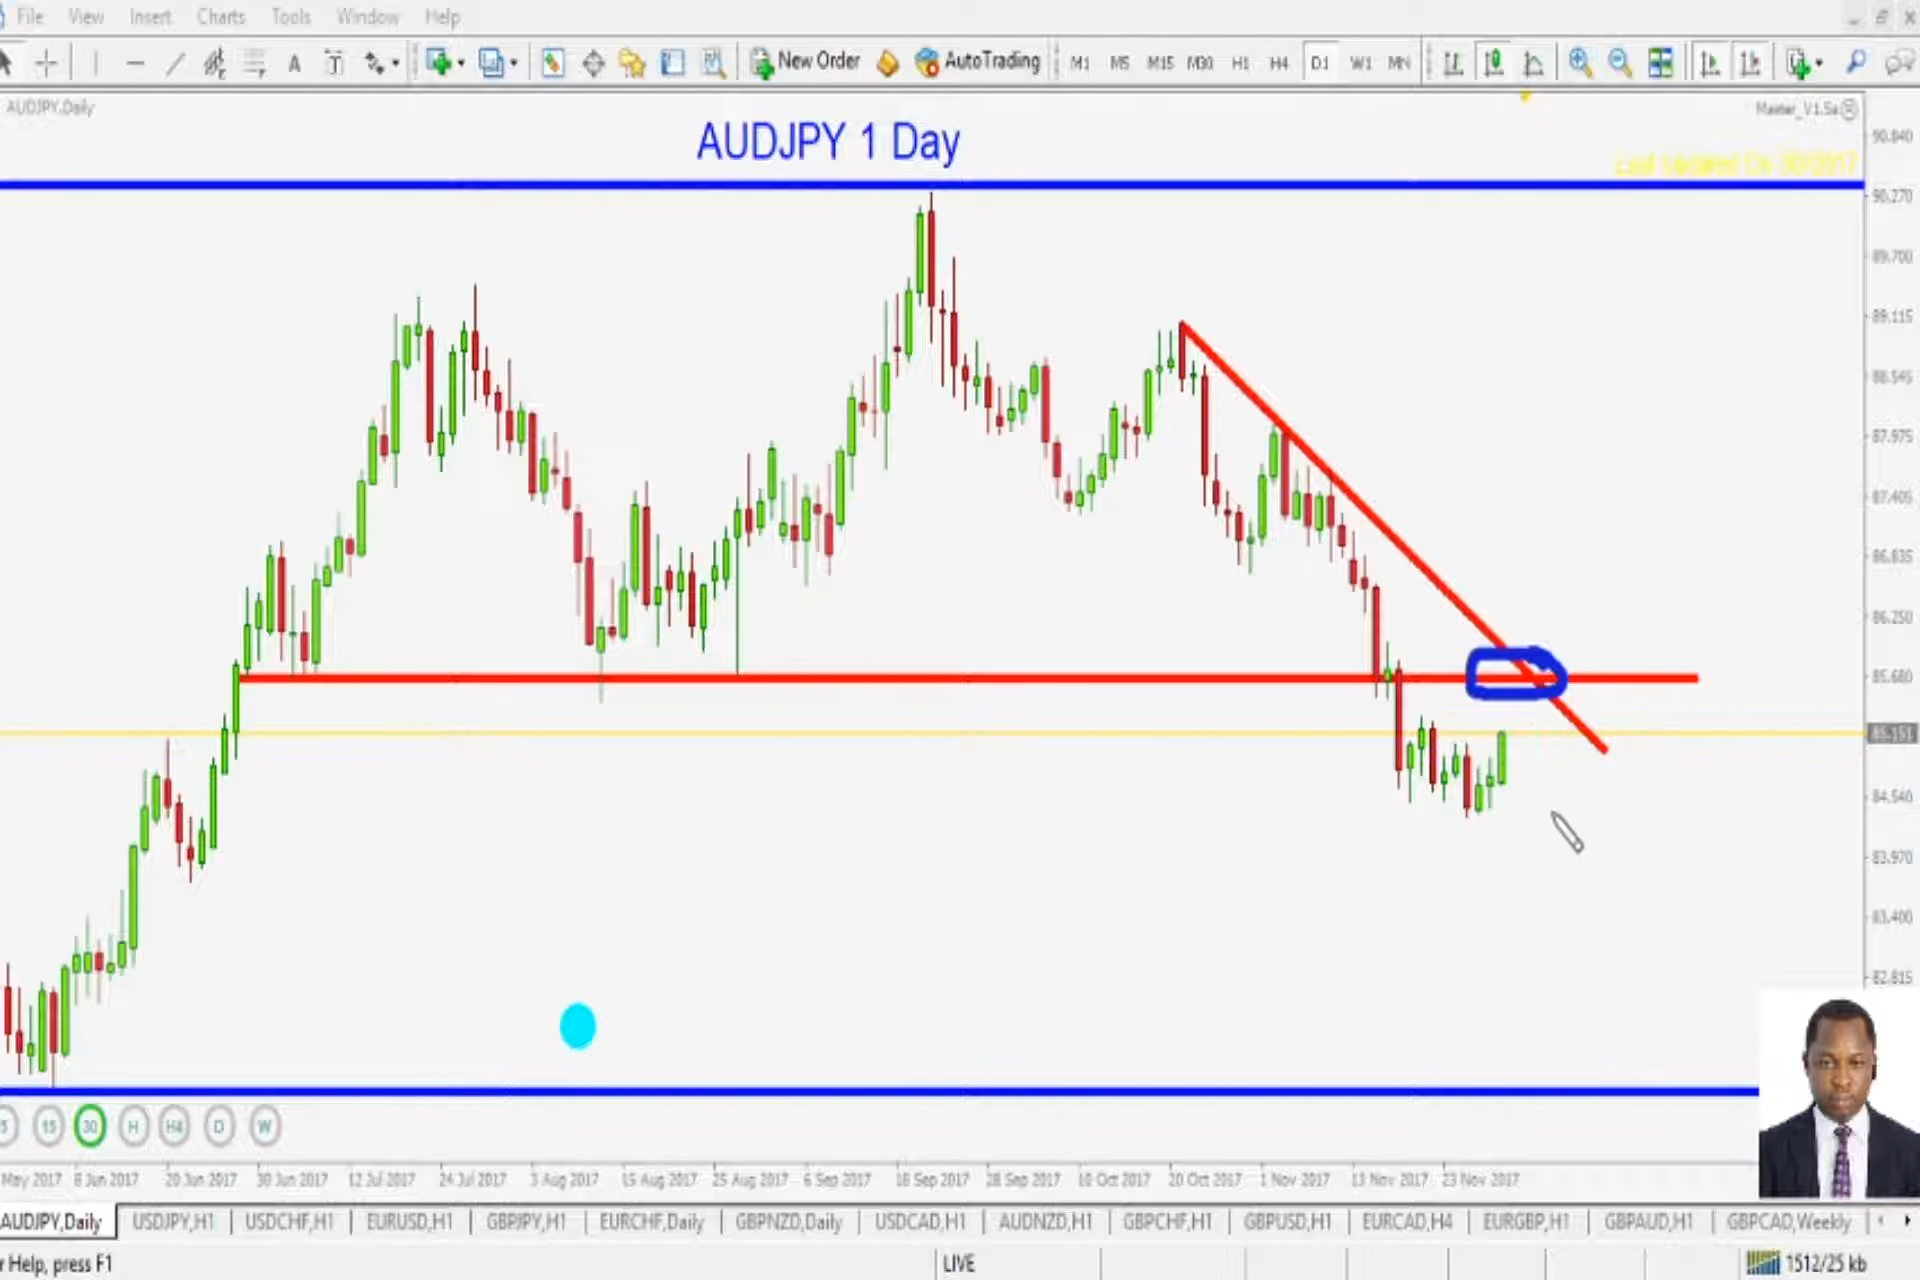 File View Insert Charts Tools Window Help
A T New Order AutoTrading M1 M5 M15 M30 H1 H4 D1 W1 MN
AUDJPY.Daily
Master_V1.5a
AUDJPY 1 Day
90.840
90.270
89.700
89.115
88.545
87.975
87.405
86.835
86.250
85.680
85.151
84.540
83.970
83.400
82.815
5 15 30 H H4 D W
May 2017 8 Jun 2017 20 Jun 2017 30 Jun 2017 12 Jul 2017 24 Jul 2017 3 Aug 2017 15 Aug 2017 25 Aug 2017 6 Sep 2017 18 Sep 2017 28 Sep 2017 10 Oct 2017 20 Oct 2017 1 Nov 2017 13 Nov 2017 23 Nov 2017
AUDJPY,Daily USDJPY,H1 USDCHF,H1 EURUSD,H1 GBPJPY,H1 EURCHF,Daily GBPNZD,Daily USDCAD,H1 AUDNZD,H1 GBPCHF,H1 GBPUSD,H1 EURCAD,H4 EURGBP,H1 GBPAUD,H1 GBPCAD,Weekly
r Help, press F1 LIVE 1512/25 kb